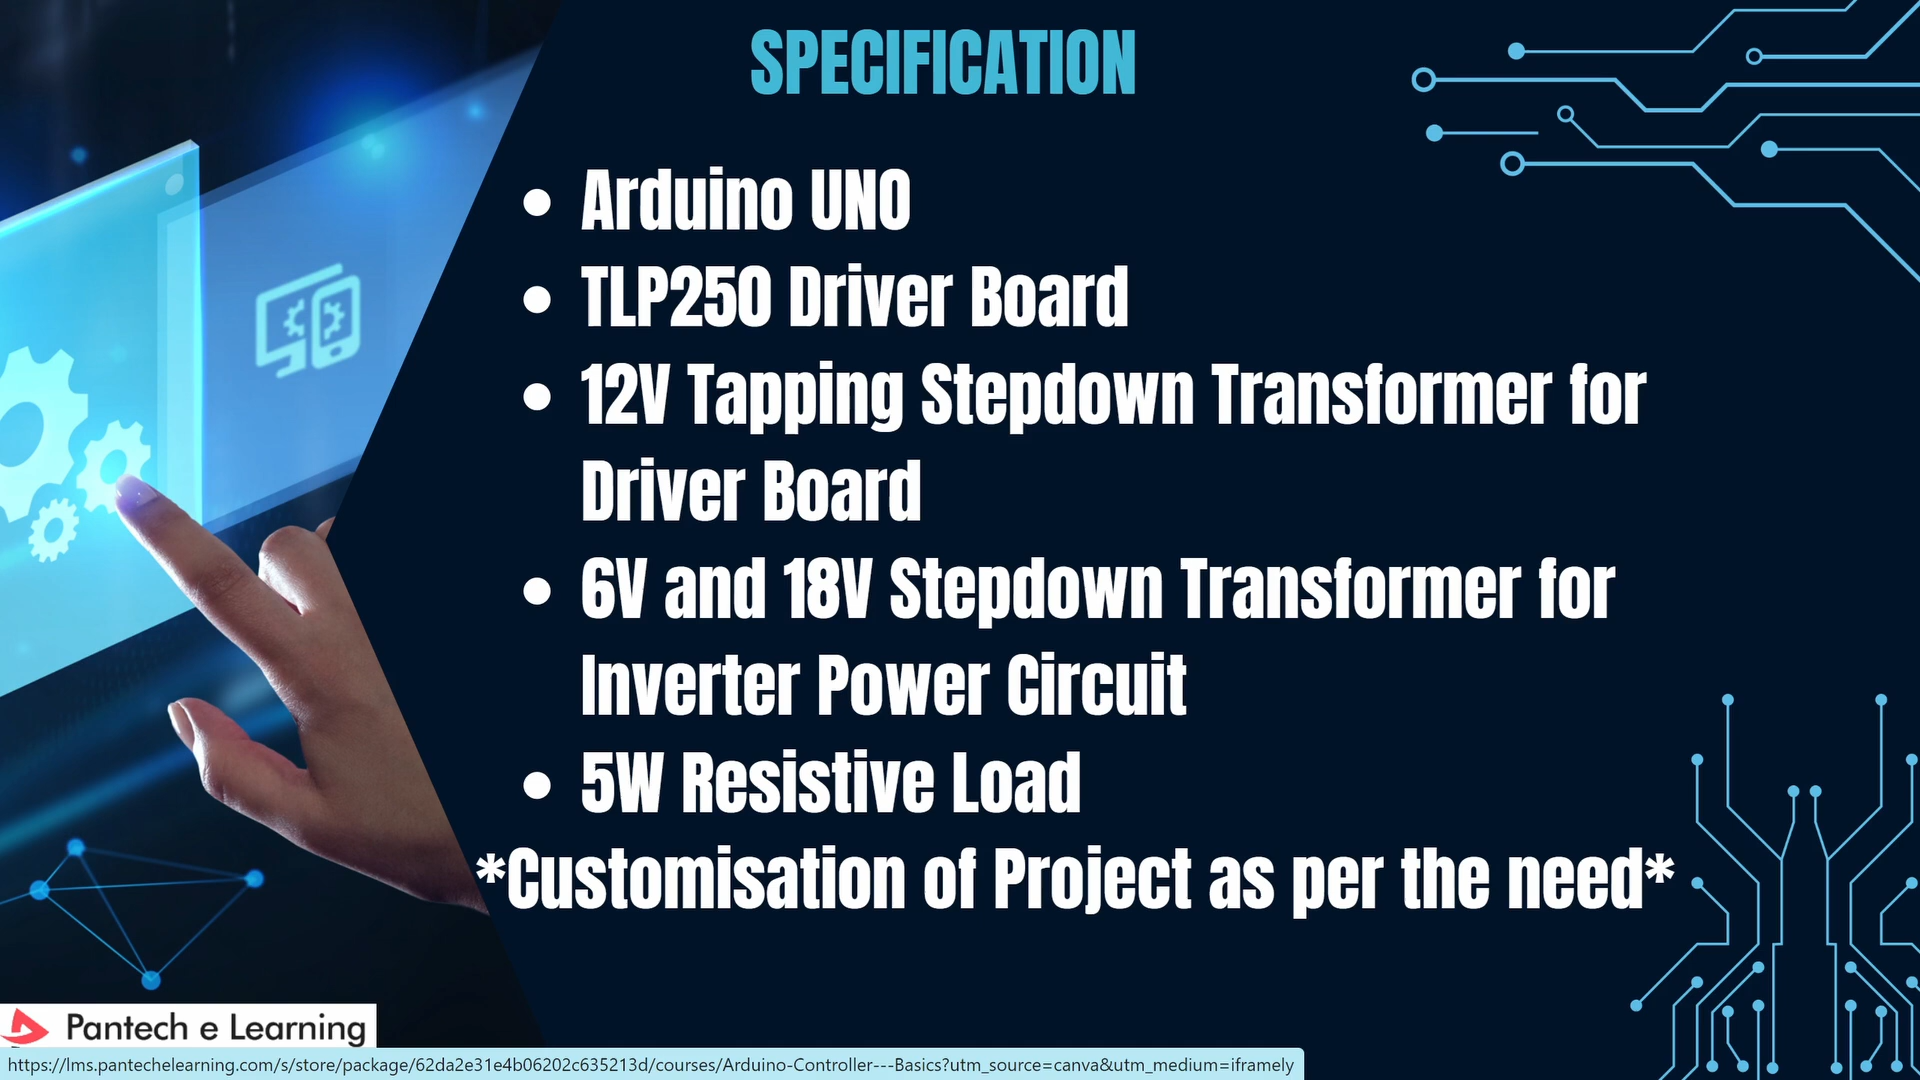 SPECIFICATION
Arduino UNO
TLP250 Driver Board
12V Tapping Stepdown Transformer for
Driver Board
6V and 18V Stepdown Transformer for
Inverter Power Circuit
5W Resistive Load
*Customisation of Project as per the need*
Pantech e Learning
https://lms.pantechelearning.com/s/store/package/62da2e31e4b06202c635213d/courses/Arduino-Controller---Basics?utm_source=canva&utm_medium=iframely